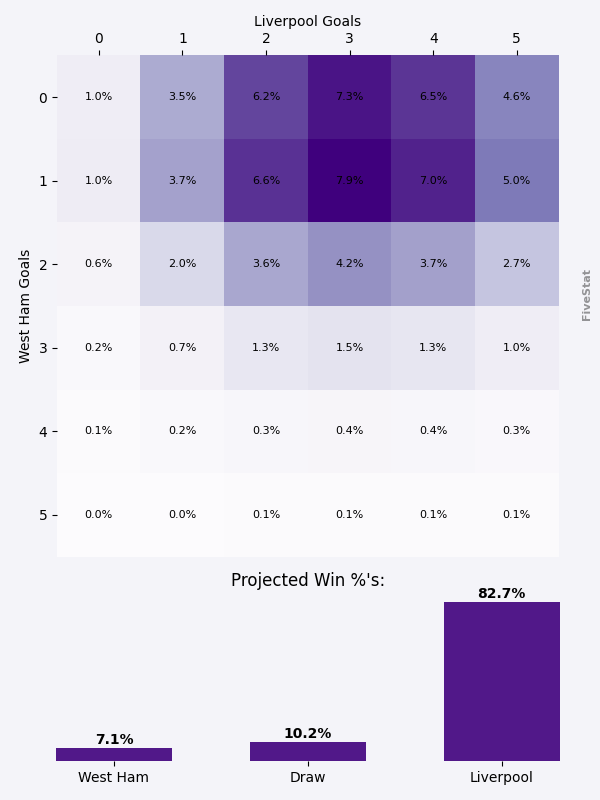 Liverpool Goals
0 1 2 3 4 5
0 1.0% 3.5% 6.2% 7.3% 6.5% 4.6%
1 1.0% 3.7% 6.6% 7.9% 7.0% 5.0%
2 0.6% 2.0% 3.6% 4.2% 3.7% 2.7%
3 0.2% 0.7% 1.3% 1.5% 1.3% 1.0%
4 0.1% 0.2% 0.3% 0.4% 0.4% 0.3%
5 0.0% 0.0% 0.1% 0.1% 0.1% 0.1%
West Ham Goals
FiveStat
Projected Win %'s:
7.1% 10.2% 82.7%
West Ham Draw Liverpool